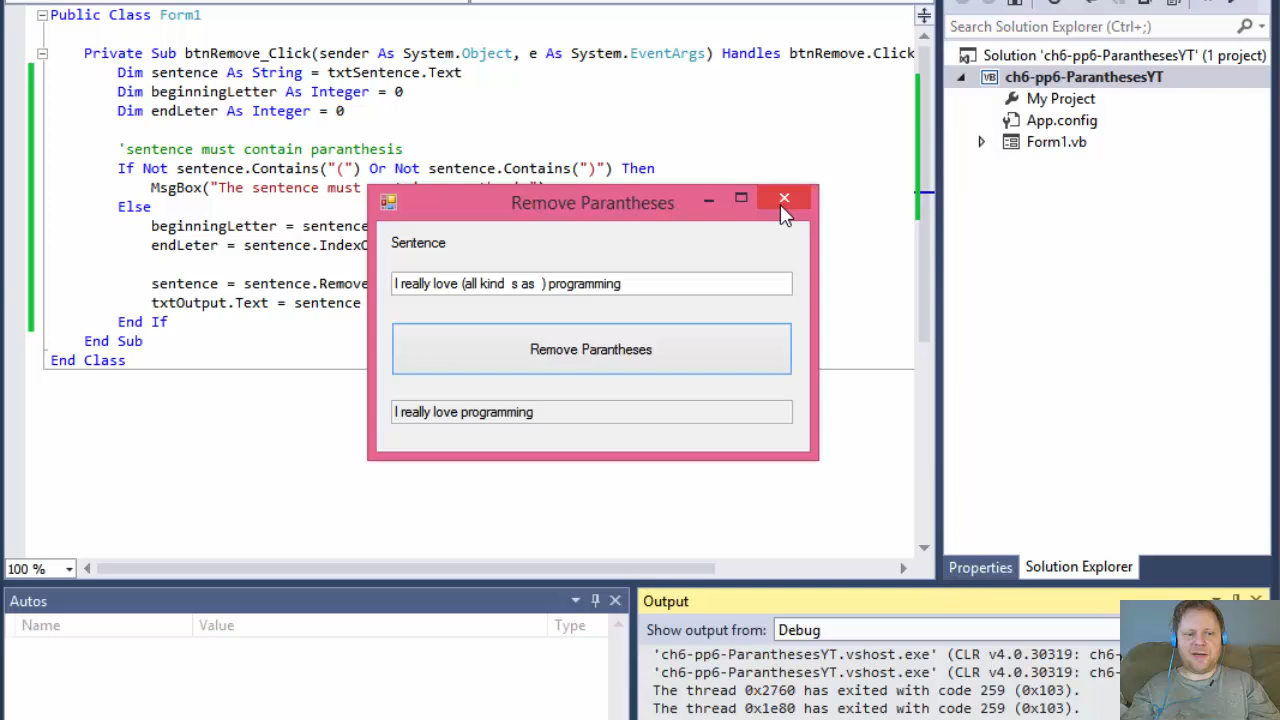 Public Class Form1
Private Sub btnRemove_Click(sender As System.Object, e As System.EventArgs) Handles btnRemove.Click
Dim sentence As String = txtSentence.Text
Dim beginningLetter As Integer = 0
Dim endLeter As Integer = 0
'sentence must contain paranthesis
If Not sentence.Contains("(") Or Not sentence.Contains(")") Then
MsgBox("The sentence must
Else
beginningLetter = sentence
endLeter = sentence.Index
sentence = sentence.Remove
txtOutput.Text = sentence
End If
End Sub
End Class
Remove Parantheses
Sentence
I really love (all kind  s as  ) programming
Remove Parantheses
I really love programming
100 %
Search Solution Explorer (Ctrl+;)
Solution 'ch6-pp6-ParanthesesYT' (1 project)
VB ch6-pp6-ParanthesesYT
My Project
App.config
Form1.vb
Properties Solution Explorer
Autos
Name Value Type
Output
Show output from: Debug
'ch6-pp6-ParanthesesYT.vshost.exe' (CLR v4.0.30319: ch6-
'ch6-pp6-ParanthesesYT.vshost.exe' (CLR v4.0.30319: ch6-
The thread 0x2760 has exited with code 259 (0x103).
The thread 0x1e80 has exited with code 259 (0x103).